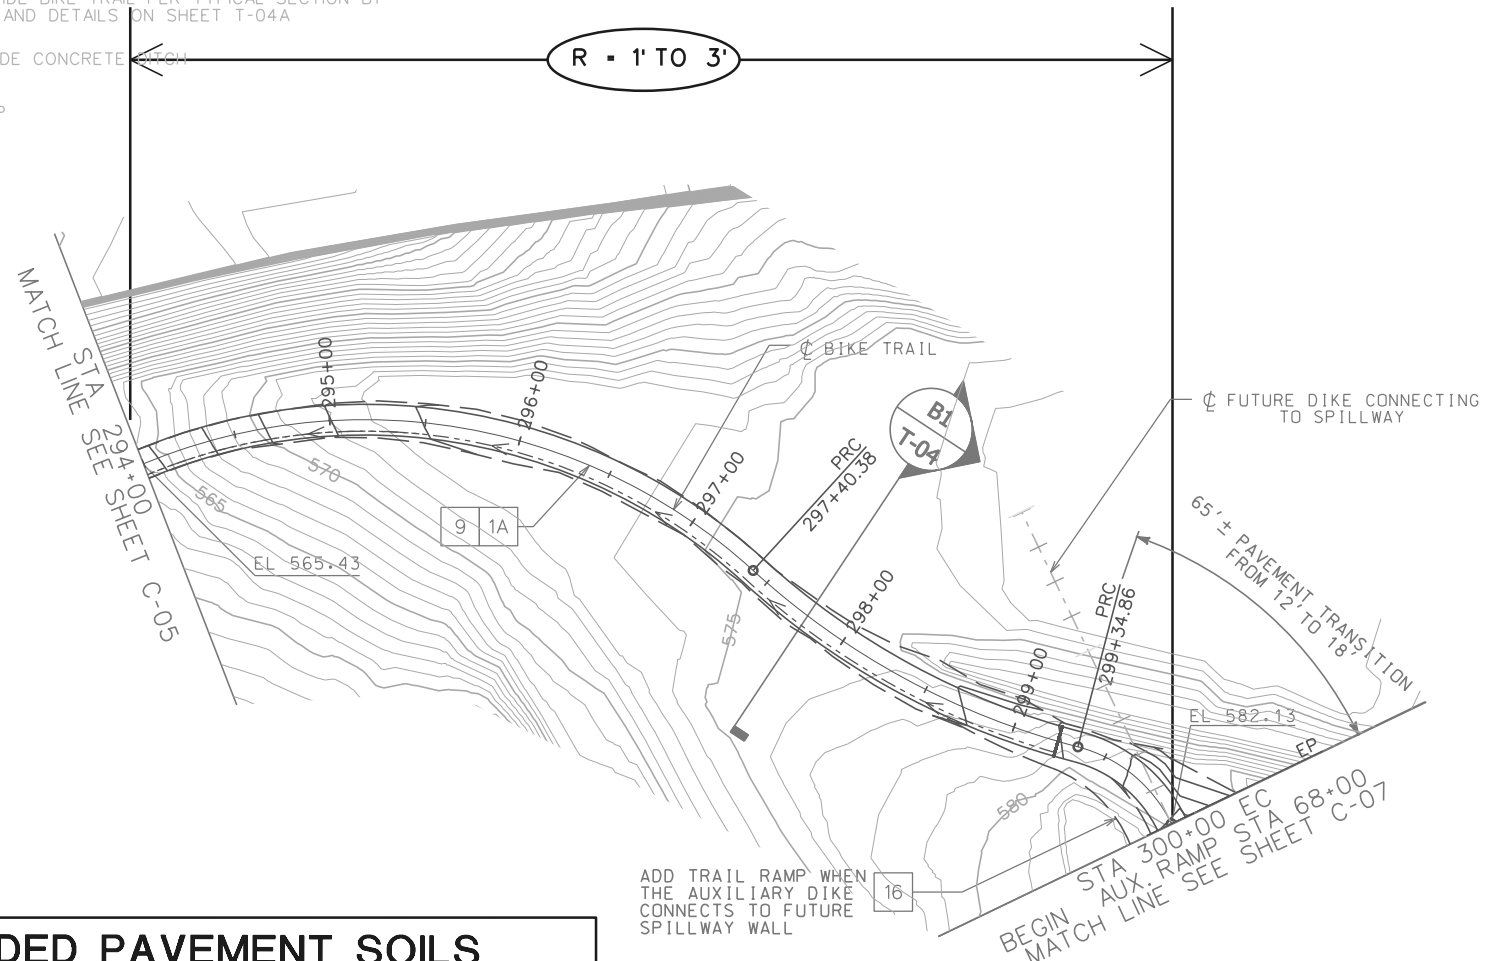 AND DETAILS ON SHEET T-04A
DE CONCRETE DITCH
R = 1' TO 3'
MATCH LINE SEE SHEET C-05
STA 294+00
295+00
296+00
℄ BIKE TRAIL
297+00
PRC
297+40.38
B1
T-04
℄ FUTURE DIKE CONNECTING
TO SPILLWAY
570
565
9 1A
EL 565.43
575
298+00
PRC
299+34.86
299+00
65'± PAVEMENT TRANSITION
FROM 12' TO 18'
EL 582.13
EP
580
ADD TRAIL RAMP WHEN
THE AUXILIARY DIKE
CONNECTS TO FUTURE
SPILLWAY WALL
16
STA 300+00 EC
BEGIN AUX. RAMP STA 68+00
MATCH LINE SEE SHEET C-07
DED PAVEMENT SOILS